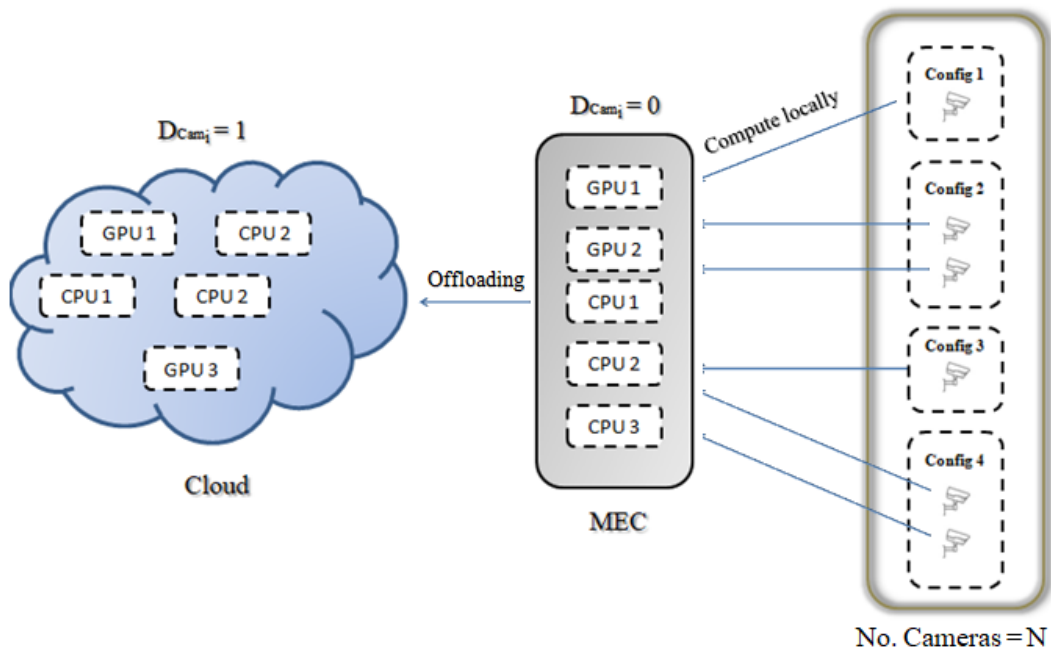 D_Cam_i = 1
GPU 1
CPU 2
CPU 1
CPU 2
GPU 3
Cloud
Offloading
D_Cam_i = 0
GPU 1
GPU 2
CPU 1
CPU 2
CPU 3
MEC
Compute locally
Config 1
Config 2
Config 3
Config 4
No. Cameras = N